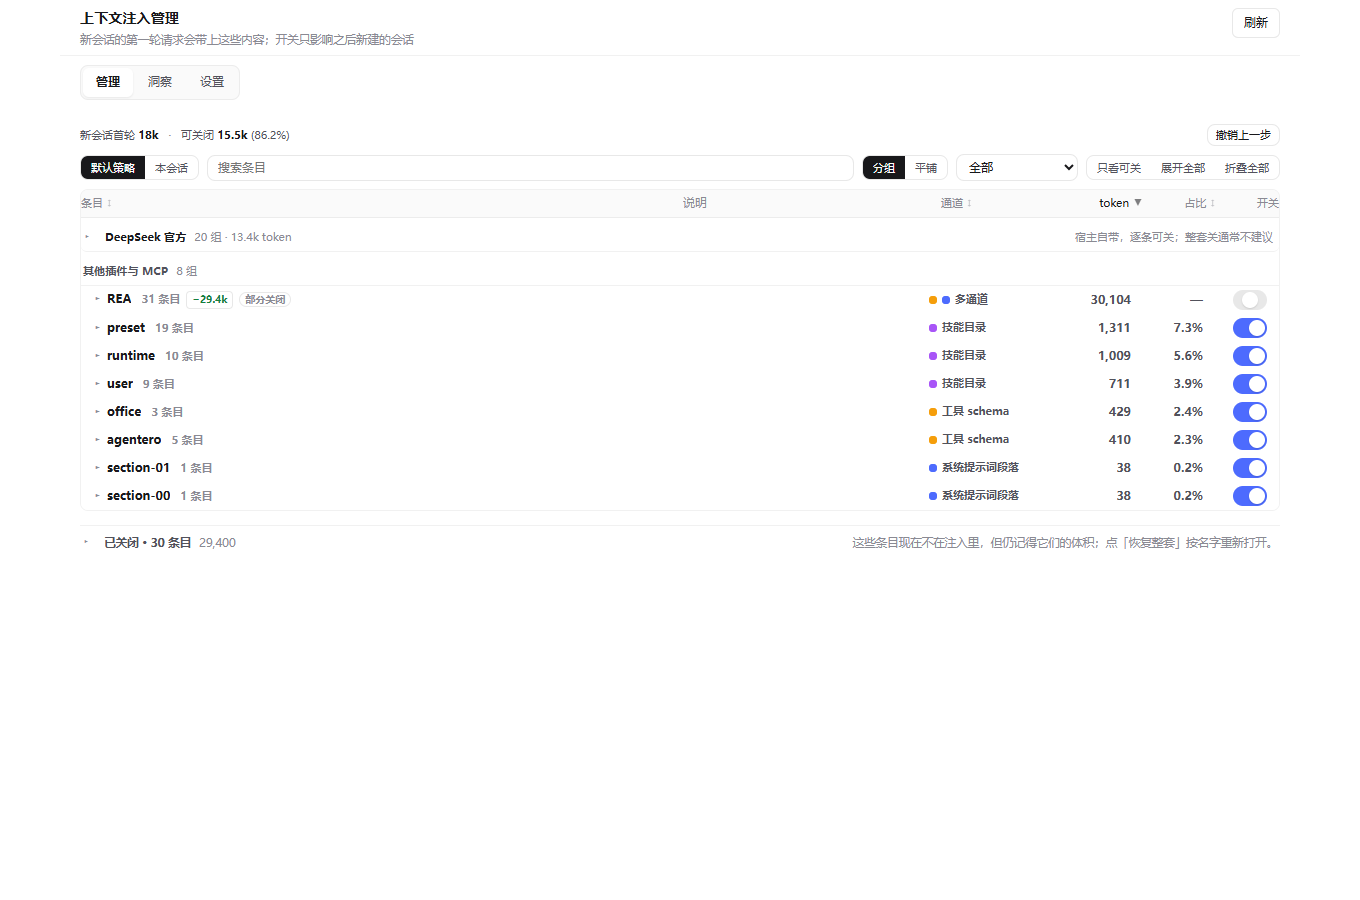 上下文注入管理
刷新
新会话的第一轮请求会带上这些内容；开关只影响之后新建的会话
管理 洞察 设置
新会话首轮 18k · 可关闭 15.5k (86.2%)
撤销上一步
默认策略 本会话 搜索条目 分组 平铺 全部 只看可关 展开全部 折叠全部
条目 ↕ 说明 通道 ↕ token ▼ 占比 ↕ 开关
DeepSeek 官方 20 组 · 13.4k token 宿主自带，逐条可关；整套关通常不建议
其他插件与 MCP 8 组
REA 31 条目 −29.4k 部分关闭 多通道 30,104 —
preset 19 条目 技能目录 1,311 7.3%
runtime 10 条目 技能目录 1,009 5.6%
user 9 条目 技能目录 711 3.9%
office 3 条目 工具 schema 429 2.4%
agentero 5 条目 工具 schema 410 2.3%
section-01 1 条目 系统提示词段落 38 0.2%
section-00 1 条目 系统提示词段落 38 0.2%
已关闭 • 30 条目 29,400 这些条目现在不在注入里，但仍记得它们的体积；点「恢复整套」按名字重新打开。